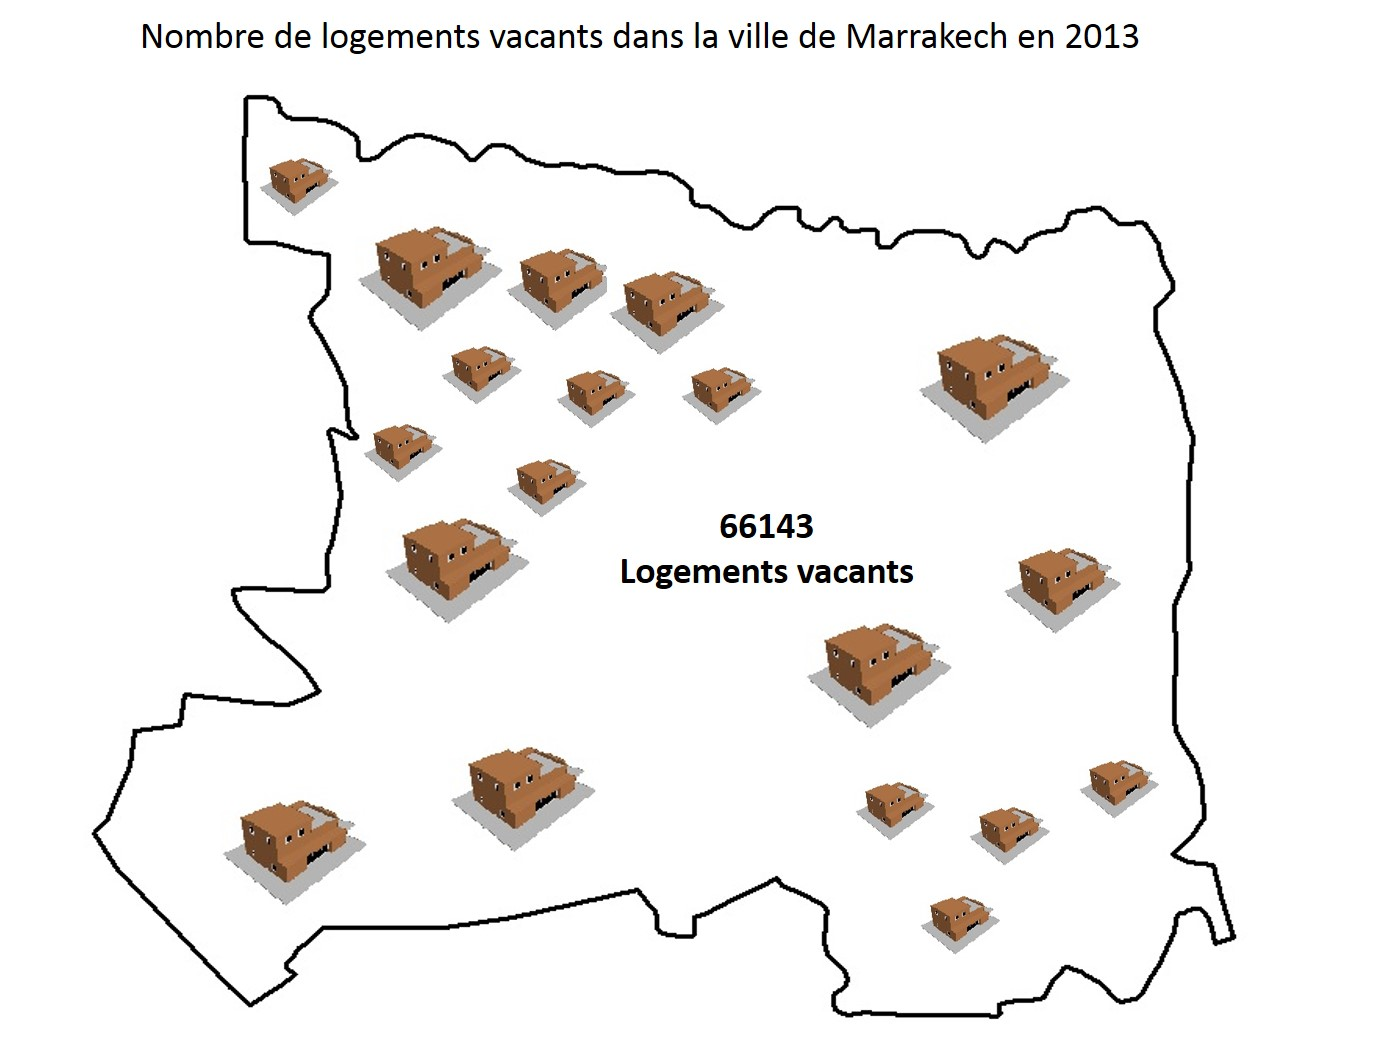 Nombre de logements vacants dans la ville de Marrakech en 2013
66143
Logements vacants